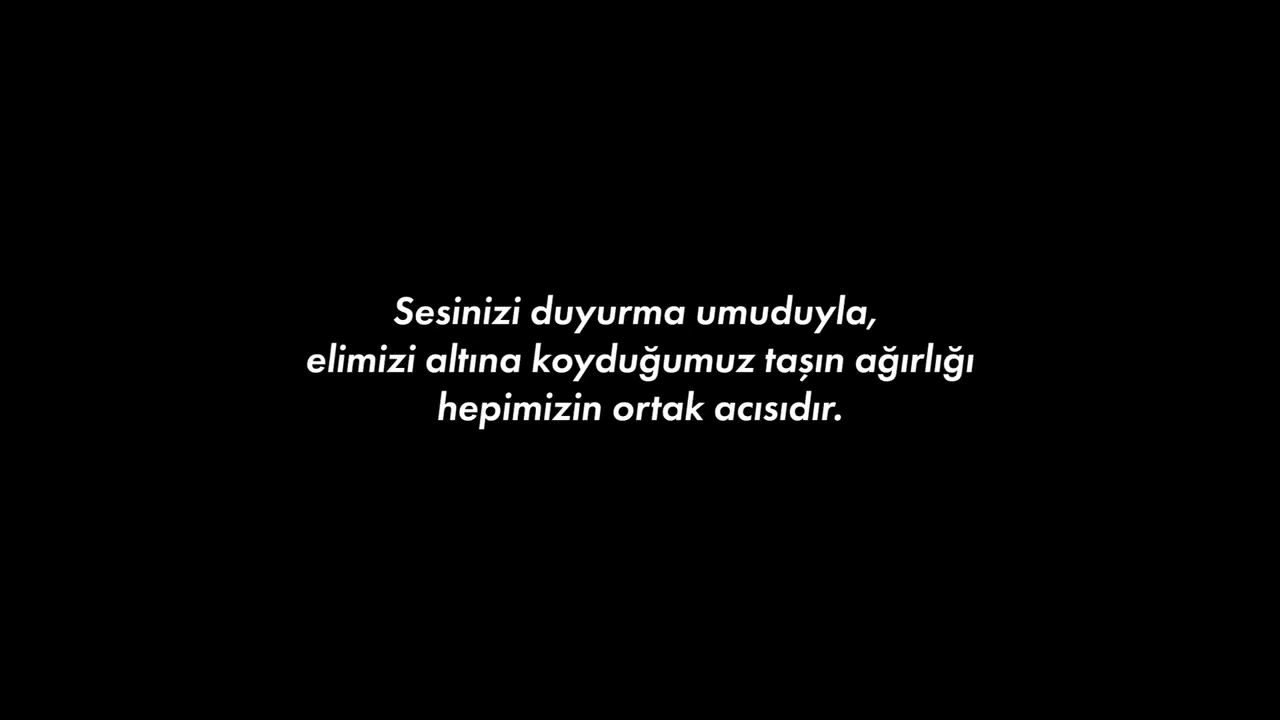 Sesinizi duyurma umuduyla,
elimizi altına koyduğumuz taşın ağırlığı
hepimizin ortak acısıdır.